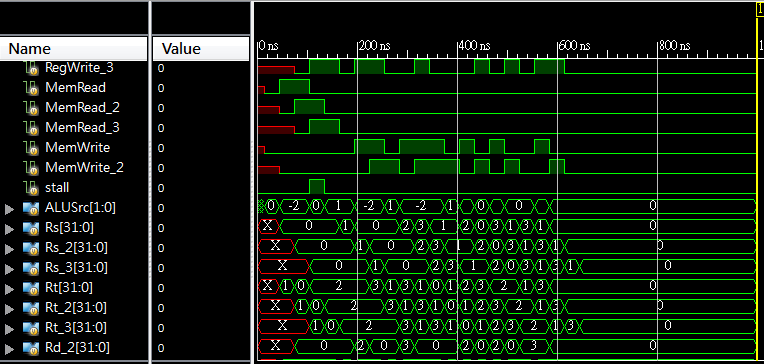 1
Name Value
0 ns 200 ns 400 ns 600 ns 800 ns 1
RegWrite_3 0
MemRead 0
MemRead_2 0
MemRead_3 0
MemWrite 0
MemWrite_2 0
stall 0
ALUSrc[1:0] 0 0 -2 0 1 -2 1 -2 1 0 0 0
Rs[31:0] 0 X 0 1 0 2 3 1 2 0 3 1 3 1 0
Rs_2[31:0] 0 X 0 1 0 2 3 1 2 0 3 1 3 1 0
Rs_3[31:0] 0 X 0 1 0 2 3 1 2 0 3 1 3 1 0
Rt[31:0] 0 X 1 0 2 3 1 3 1 0 1 2 3 2 1 3 0
Rt_2[31:0] 0 X 1 0 2 3 1 3 1 0 1 2 3 2 1 3 0
Rt_3[31:0] 0 X 1 0 2 3 1 3 1 0 1 2 3 2 1 3 0
Rd_2[31:0] 0 X 0 2 0 3 0 2 0 2 0 3 0